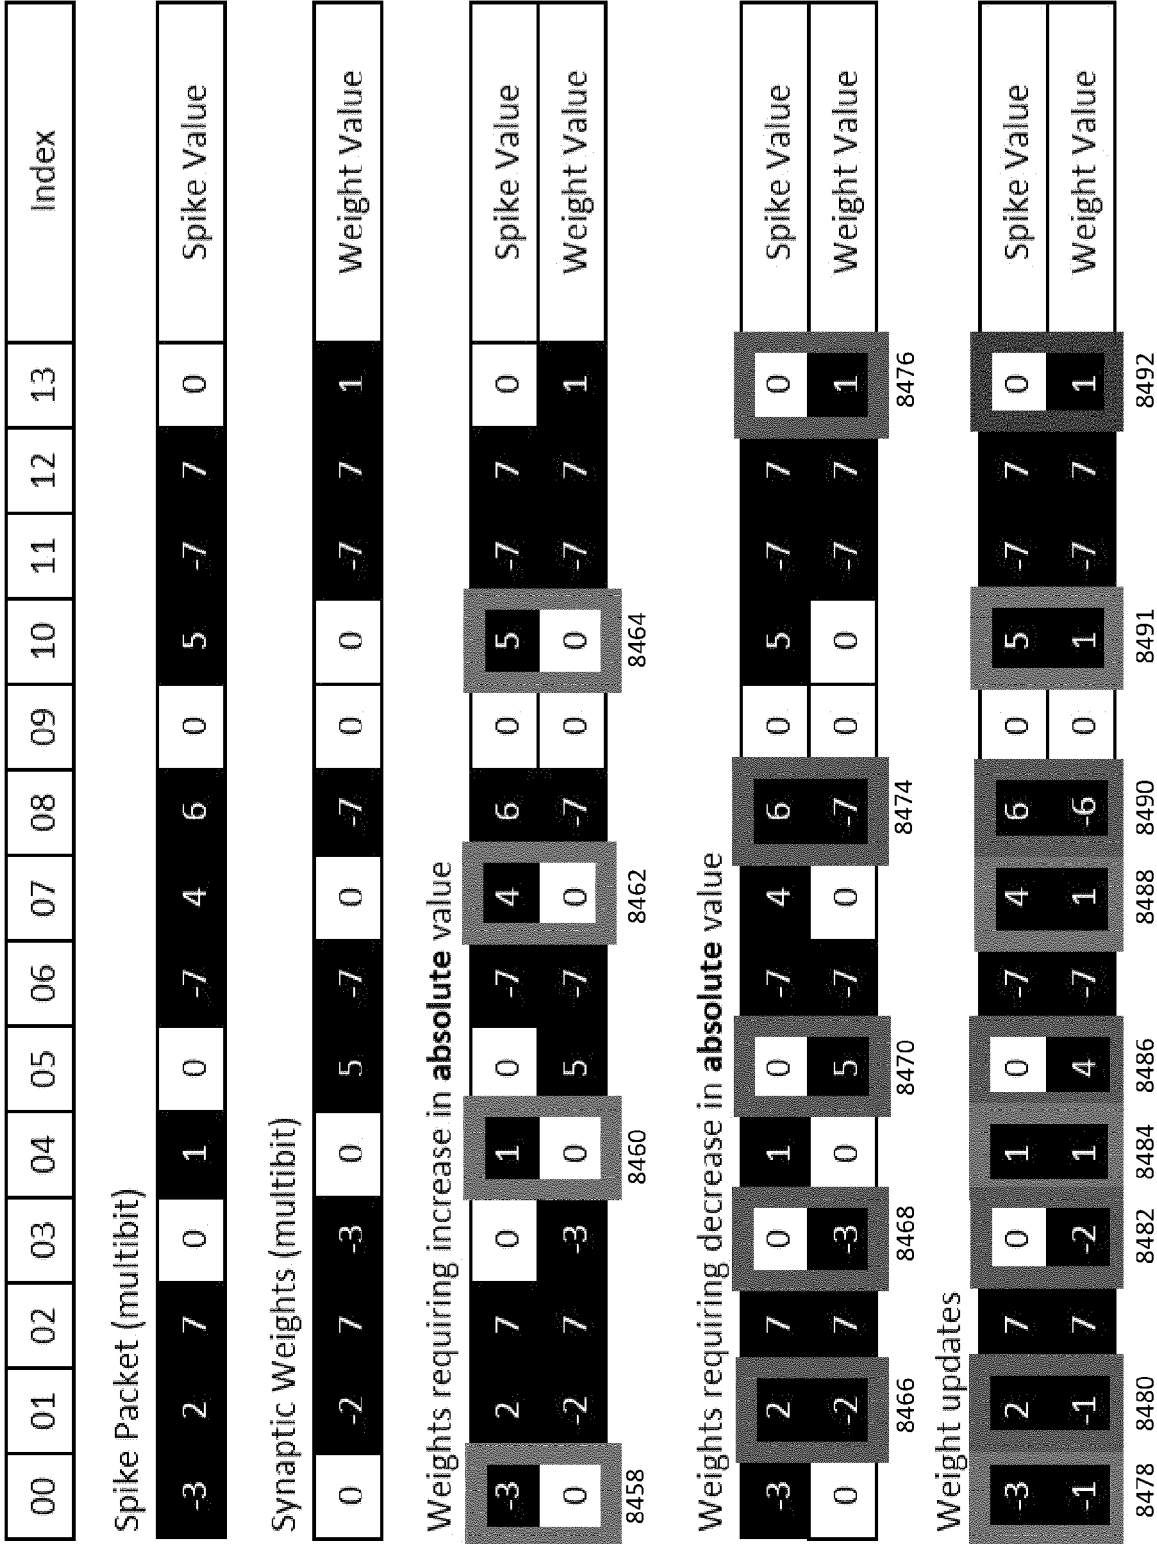 00 01 02 03 04 05 06 07 08 09 10 11 12 13 Index
Spike Packet (multibit)
-3 2 7 0 1 0 -7 4 6 0 5 -7 7 0 Spike Value
Synaptic Weights (multibit)
0 -2 7 -3 0 5 -7 0 -7 0 0 -7 7 1 Weight Value
Weights requiring increase in absolute value
-3 2 7 0 1 0 -7 4 6 0 5 -7 7 0 Spike Value
0 -2 7 -3 0 5 -7 0 -7 0 0 -7 7 1 Weight Value
8458 8460 8462 8464
Weights requiring decrease in absolute value
-3 2 7 0 1 0 -7 4 6 0 5 -7 7 0 Spike Value
0 -2 7 -3 0 5 -7 0 -7 0 0 -7 7 1 Weight Value
8466 8468 8470 8474 8476
Weight updates
-3 2 7 0 1 0 -7 4 6 0 5 -7 7 0 Spike Value
-1 -1 7 -2 1 4 -7 1 -6 0 1 -7 7 1 Weight Value
8478 8480 8482 8484 8486 8488 8490 8491 8492